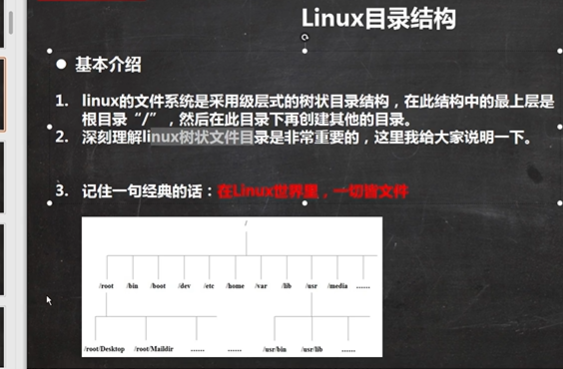 Linux目录结构
● 基本介绍
1. linux的文件系统是采用级层式的树状目录结构，在此结构中的最上层是
根目录“/”，然后在此目录下再创建其他的目录。
2. 深刻理解linux树状文件目录是非常重要的，这里我给大家说明一下。
3. 记住一句经典的话：在Linux世界里，一切皆文件
/
/root /bin /boot /dev /etc /home /var /lib /usr /media ......
/root/Desktop /root/Maildir ...... ...... /usr/bin /usr/lib ......